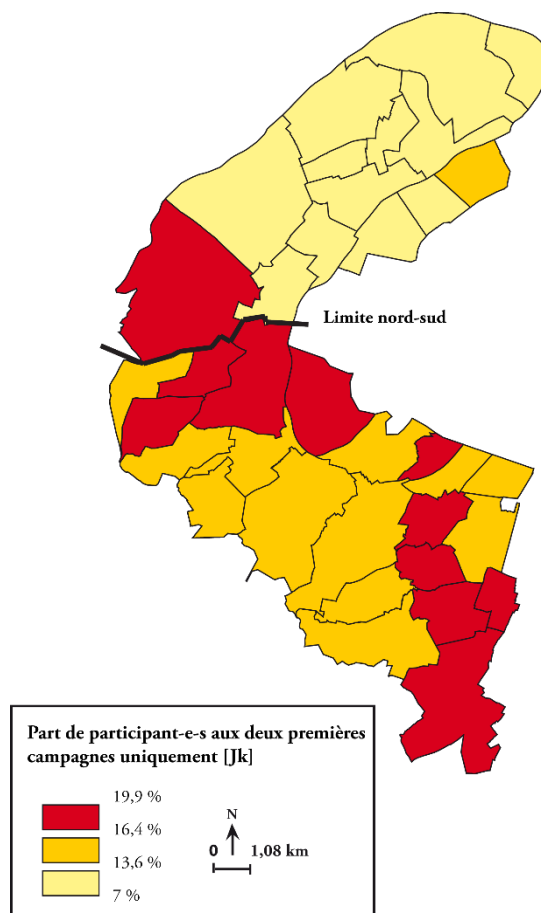 Limite nord-sud
Part de participant-e-s aux deux premières
campagnes uniquement [Jk]
19,9 %
16,4 %
13,6 %
7 %
N
0 1,08 km